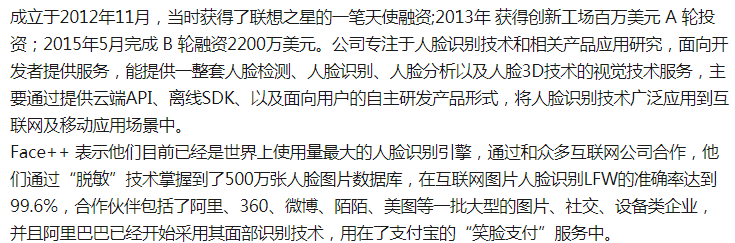 成立于2012年11月，当时获得了联想之星的一笔天使融资;2013年 获得创新工场百万美元 A 轮投
资；2015年5月完成 B 轮融资2200万美元。公司专注于人脸识别技术和相关产品应用研究，面向开
发者提供服务，能提供一整套人脸检测、人脸识别、人脸分析以及人脸3D技术的视觉技术服务，主
要通过提供云端API、离线SDK、以及面向用户的自主研发产品形式，将人脸识别技术广泛应用到互
联网及移动应用场景中。
Face++ 表示他们目前已经是世界上使用量最大的人脸识别引擎，通过和众多互联网公司合作，他
们通过“脱敏”技术掌握到了500万张人脸图片数据库，在互联网图片人脸识别LFW的准确率达到
99.6%，合作伙伴包括了阿里、360、微博、陌陌、美图等一批大型的图片、社交、设备类企业，
并且阿里巴巴已经开始采用其面部识别技术，用在了支付宝的“笑脸支付”服务中。